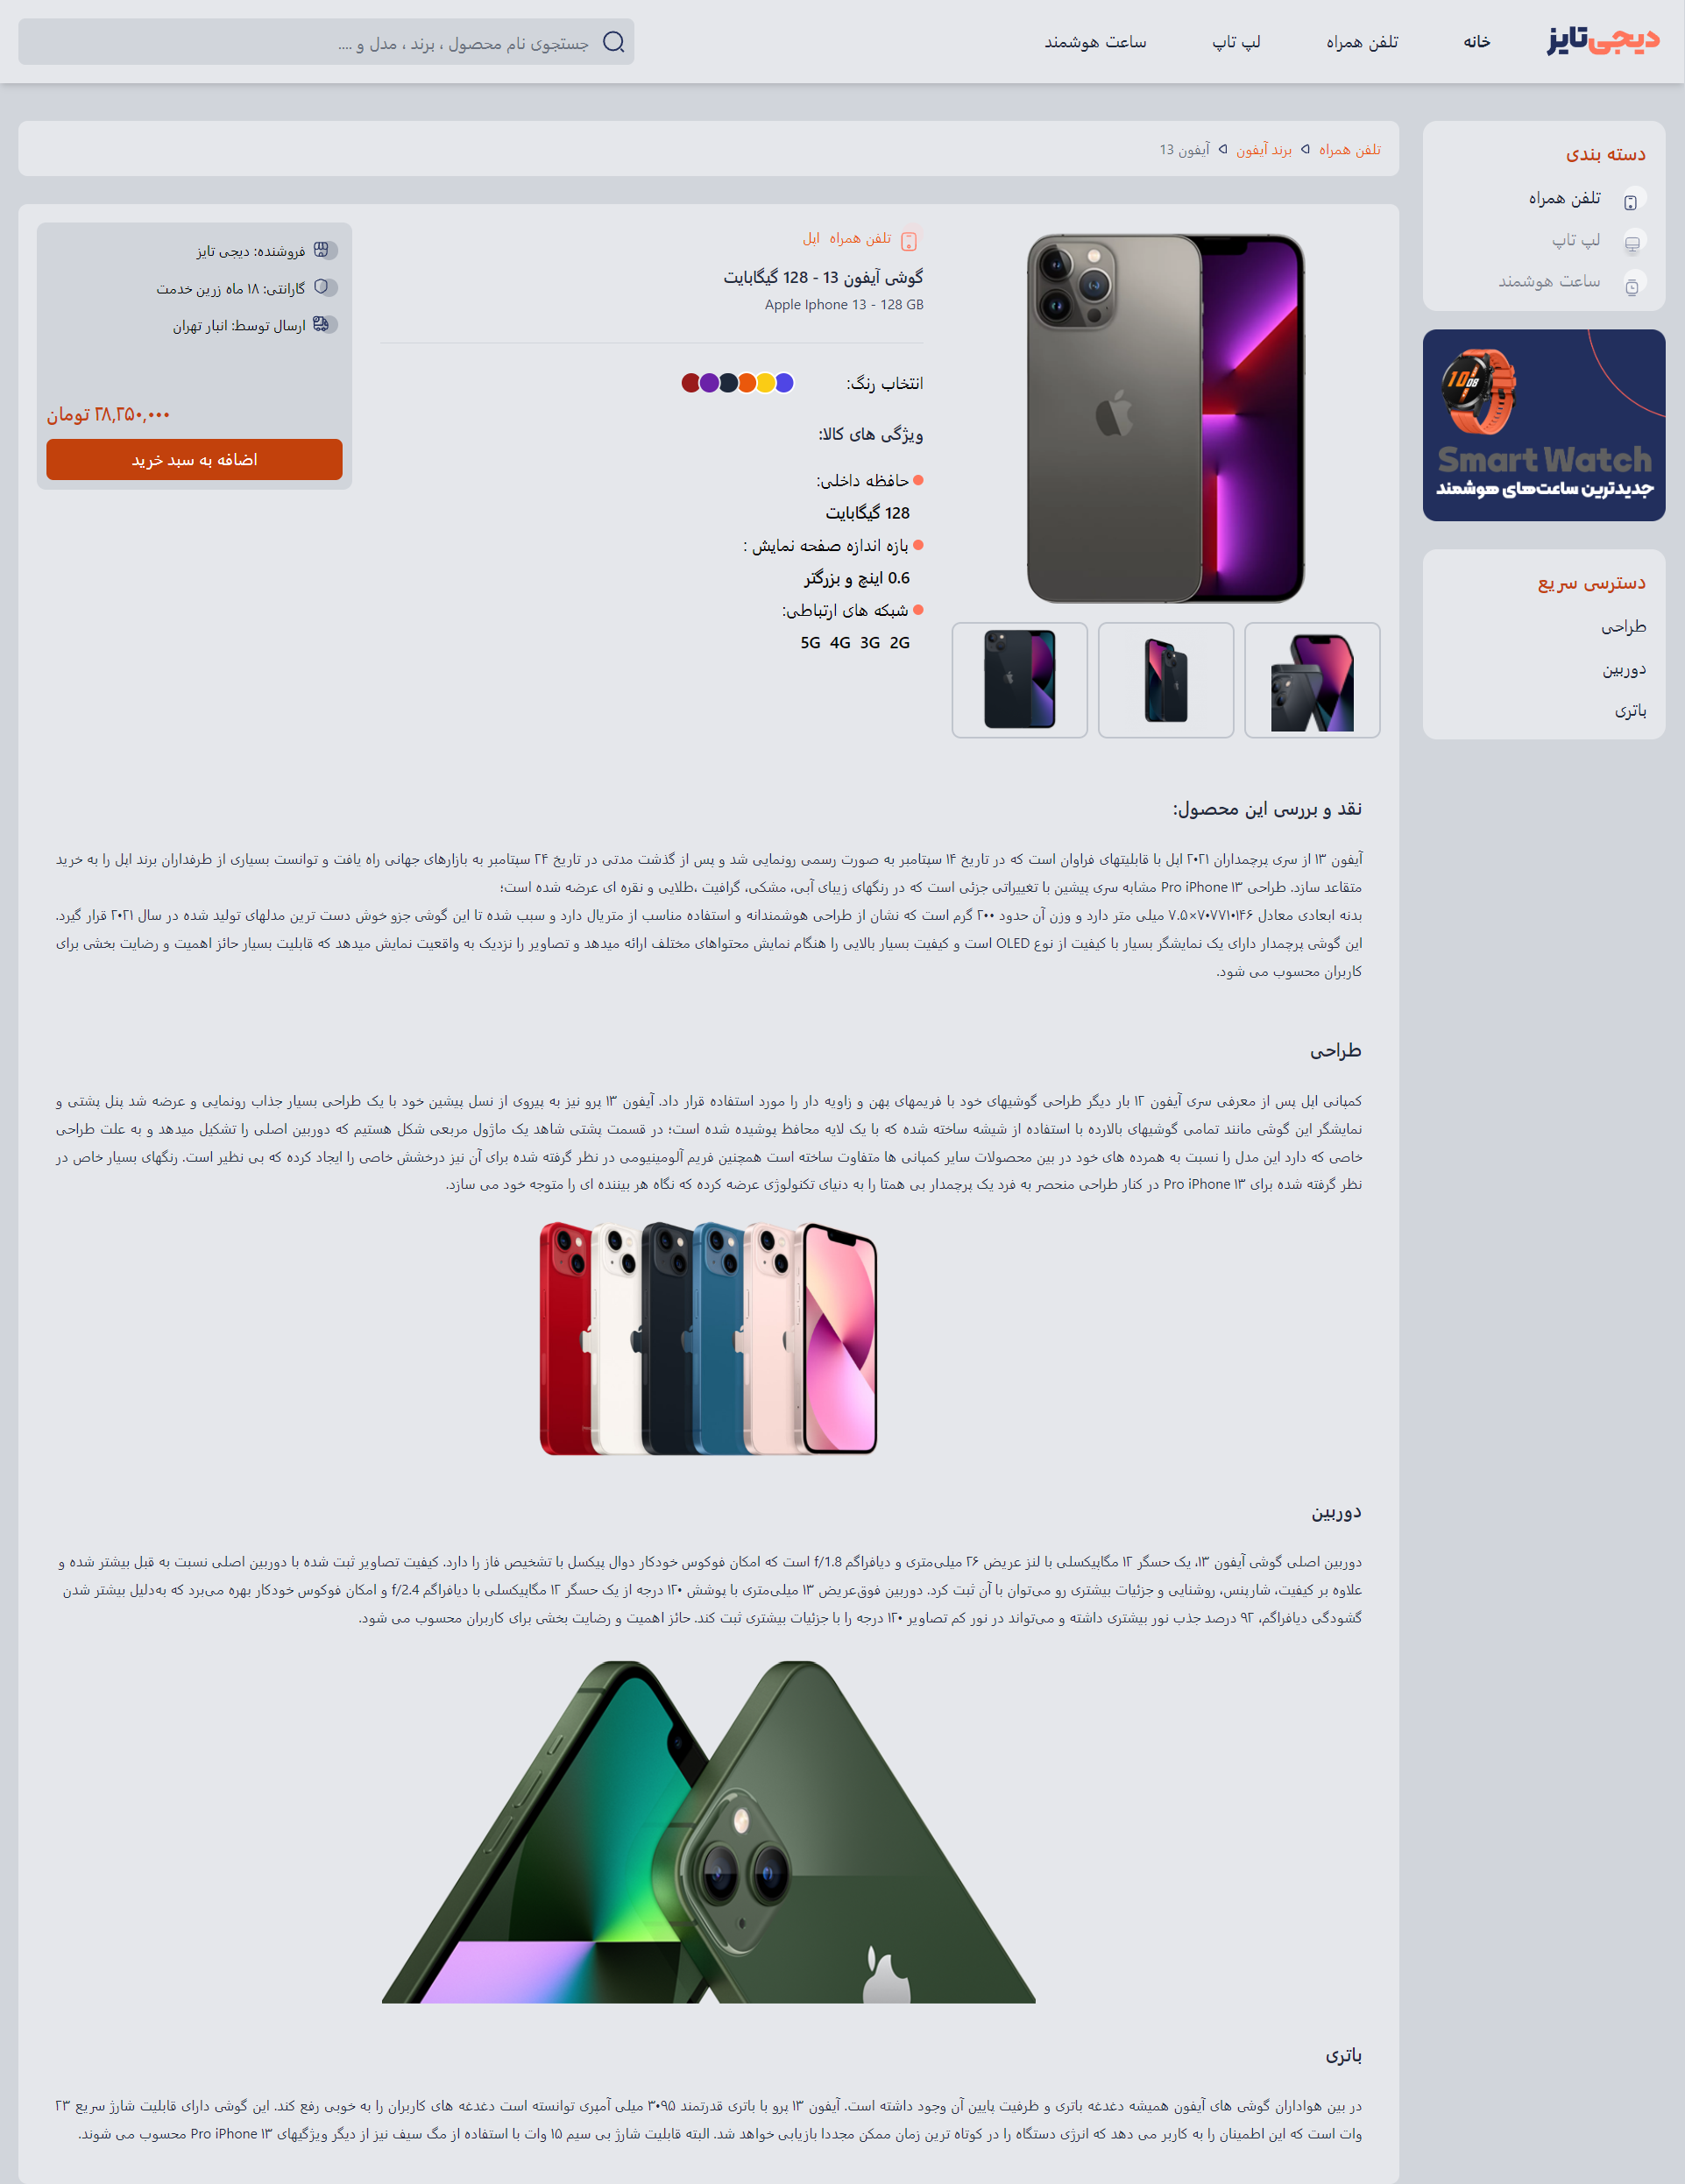 دیجی‌تایز
خانه
تلفن همراه
لپ تاپ
ساعت هوشمند
جستجوی نام محصول ، برند ، مدل و ....
دسته بندی
تلفن همراه
لپ تاپ
ساعت هوشمند
10:08
Smart Watch
جدیدترین ساعت‌های هوشمند
دسترسی سریع
طراحی
دوربین
باتری
تلفن همراه
برند آیفون
آیفون 13
تلفن همراه اپل
گوشی آیفون 13 - 128 گیگابایت
Apple Iphone 13 - 128 GB
انتخاب رنگ:
ویژگی های کالا:
حافظه داخلی:
128 گیگابایت
بازه اندازه صفحه نمایش :
0.6 اینچ و بزرگتر
شبکه های ارتباطی:
2G 3G 4G 5G
فروشنده: دیجی تایز
گارانتی: ۱۸ ماه زرین خدمت
ارسال توسط: انبار تهران
۲۸,۲۵۰,۰۰۰ تومان
اضافه به سبد خرید
نقد و بررسی این محصول:
آیفون ۱۳ از سری پرچمداران ۲۰۲۱ اپل با قابلیتهای فراوان است که در تاریخ ۱۴ سپتامبر به صورت رسمی رونمایی شد و پس از گذشت مدتی در تاریخ ۲۴ سپتامبر به بازارهای جهانی راه یافت و توانست بسیاری از طرفداران برند اپل را به خرید
متقاعد سازد. طراحی Pro iPhone ۱۳ مشابه سری پیشین با تغییراتی جزئی است که در رنگهای زیبای آبی، مشکی، گرافیت ،طلایی و نقره ای عرضه شده است؛
بدنه ابعادی معادل ۷.۵×۷۰۷۷۱۰۱۴۶ میلی متر دارد و وزن آن حدود ۲۰۰ گرم است که نشان از طراحی هوشمندانه و استفاده مناسب از متریال دارد و سبب شده تا این گوشی جزو خوش دست ترین مدلهای تولید شده در سال ۲۰۲۱ قرار گیرد.
این گوشی پرچمدار دارای یک نمایشگر بسیار با کیفیت از نوع OLED است و کیفیت بسیار بالایی را هنگام نمایش محتواهای مختلف ارائه میدهد و تصاویر را نزدیک به واقعیت نمایش میدهد که قابلیت بسیار حائز اهمیت و رضایت بخشی برای
کاربران محسوب می شود.
طراحی
کمپانی اپل پس از معرفی سری آیفون ۱۲ بار دیگر طراحی گوشیهای خود با فریمهای پهن و زاویه دار را مورد استفاده قرار داد. آیفون ۱۳ پرو نیز به پیروی از نسل پیشین خود با یک طراحی بسیار جذاب رونمایی و عرضه شد پنل پشتی و
نمایشگر این گوشی مانند تمامی گوشیهای بالارده با استفاده از شیشه ساخته شده که با یک لایه محافظ پوشیده شده است؛ در قسمت پشتی شاهد یک ماژول مربعی شکل هستیم که دوربین اصلی را تشکیل میدهد و به علت طراحی
خاصی که دارد این مدل را نسبت به همرده های خود در بین محصولات سایر کمپانی ها متفاوت ساخته است همچنین فریم آلومینیومی در نظر گرفته شده برای آن نیز درخشش خاصی را ایجاد کرده که بی نظیر است. رنگهای بسیار خاص در
نظر گرفته شده برای Pro iPhone ۱۳ در کنار طراحی منحصر به فرد یک پرچمدار بی همتا را به دنیای تکنولوژی عرضه کرده که نگاه هر بیننده ای را متوجه خود می سازد.
دوربین
دوربین اصلی گوشی آیفون ۱۳، یک حسگر ۱۲ مگاپیکسلی با لنز عریض ۲۶ میلی‌متری و دیافراگم f/1.8 است که امکان فوکوس خودکار دوال پیکسل با تشخیص فاز را دارد. کیفیت تصاویر ثبت شده با دوربین اصلی نسبت به قبل بیشتر شده و
علاوه بر کیفیت، شارپنس، روشنایی و جزئیات بیشتری رو می‌توان با آن ثبت کرد. دوربین فوق‌عریض ۱۳ میلی‌متری با پوشش ۱۲۰ درجه از یک حسگر ۱۲ مگاپیکسلی با دیافراگم f/2.4 و امکان فوکوس خودکار بهره می‌برد که به‌دلیل بیشتر شدن
گشودگی دیافراگم، ۹۲ درصد جذب نور بیشتری داشته و می‌تواند در نور کم تصاویر ۱۲۰ درجه را با جزئیات بیشتری ثبت کند. حائز اهمیت و رضایت بخشی برای کاربران محسوب می شود.
باتری
در بین هواداران گوشی های آیفون همیشه دغدغه باتری و ظرفیت پایین آن وجود داشته است. آیفون ۱۳ پرو با باتری قدرتمند ۳۰۹۵ میلی آمپری توانسته است دغدغه های کاربران را به خوبی رفع کند. این گوشی دارای قابلیت شارژ سریع ۲۳
وات است که این اطمینان را به کاربر می دهد که انرژی دستگاه را در کوتاه ترین زمان ممکن مجددا بازیابی خواهد شد. البته قابلیت شارژ بی سیم ۱۵ وات با استفاده از مگ سیف نیز از دیگر ویژگیهای Pro iPhone ۱۳ محسوب می شوند.